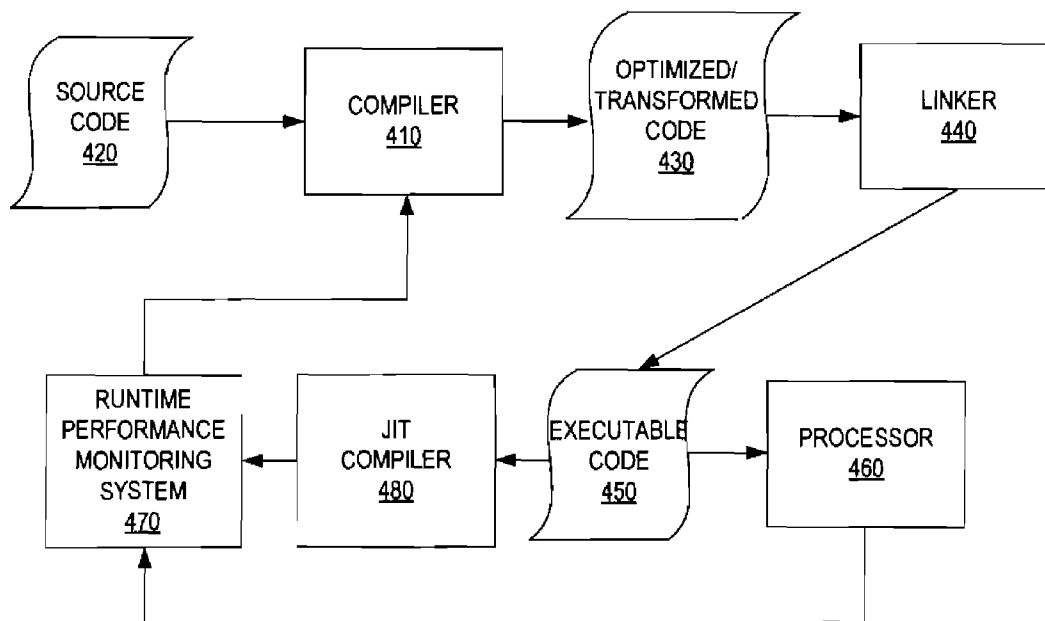 SOURCE
CODE
420
COMPILER
410
OPTIMIZED/
TRANSFORMED
CODE
430
LINKER
440
RUNTIME
PERFORMANCE
MONITORING
SYSTEM
470
JIT
COMPILER
480
EXECUTABLE
CODE
450
PROCESSOR
460